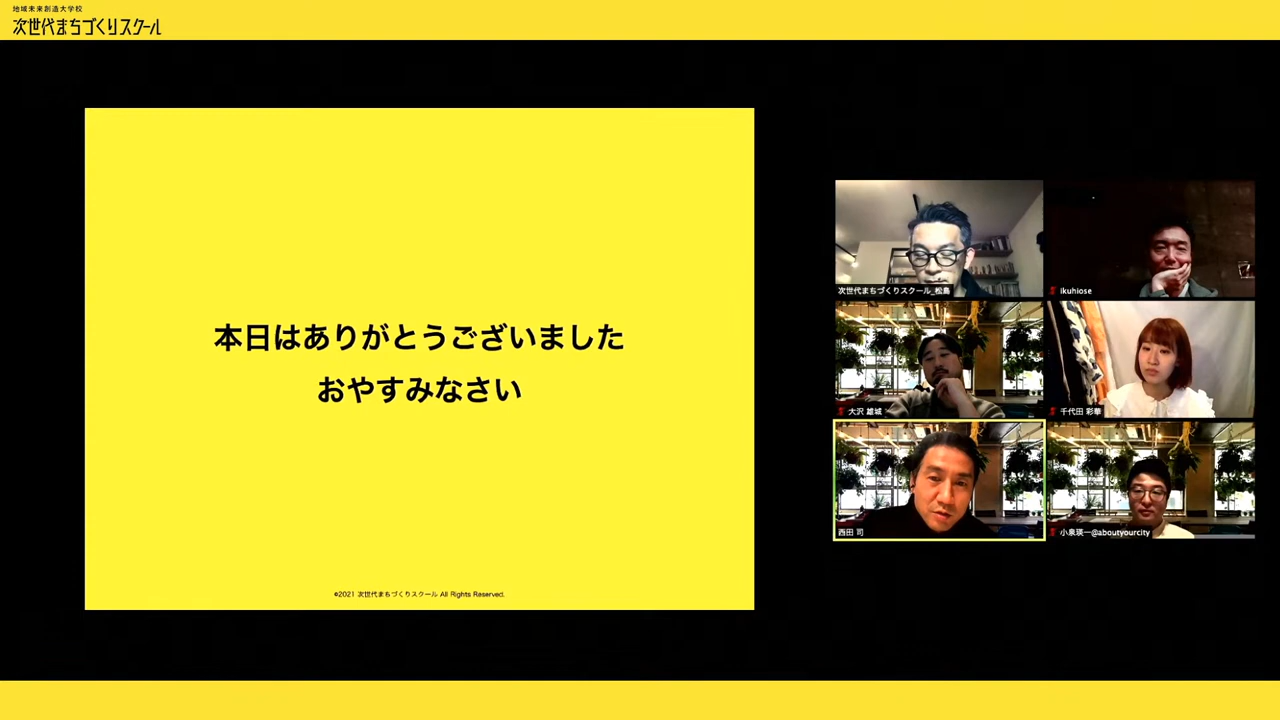 地域未来創造大学校
次世代まちづくりスクール
本日はありがとうございました
おやすみなさい
©2021 次世代まちづくりスクール All Rights Reserved.
次世代まちづくりスクール_松島
ikuhiose
大沢 雄城
千代田 彩華
西田 司
小泉瑛一@aboutyourcity